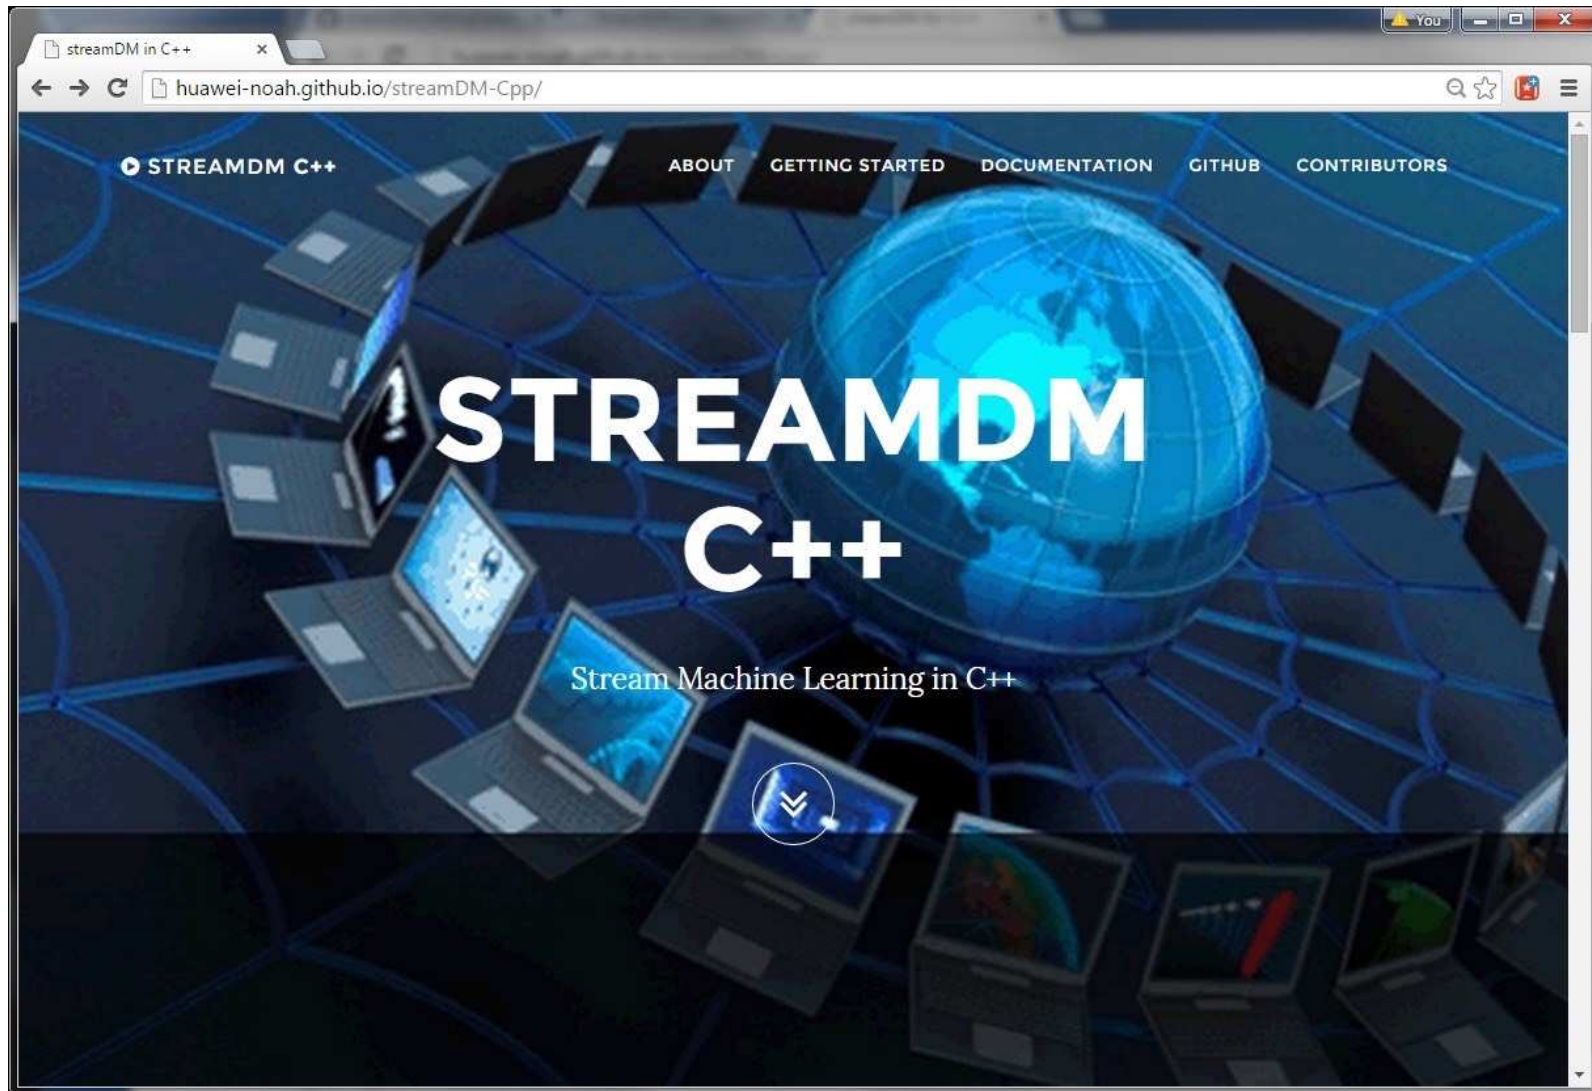 You
streamDM in C++
huawei-noah.github.io/streamDM-Cpp/
STREAMDM C++ ABOUT GETTING STARTED DOCUMENTATION GITHUB CONTRIBUTORS
STREAMDM
C++
Stream Machine Learning in C++